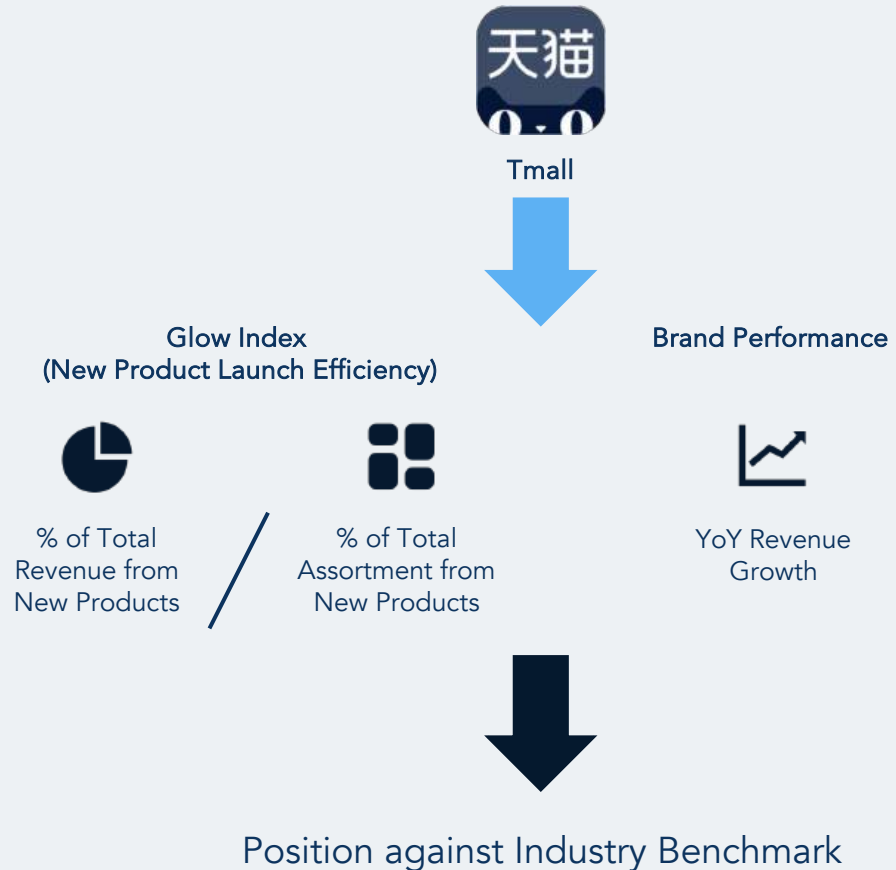 天猫
Tmall
Glow Index
(New Product Launch Efficiency)
Brand Performance
% of Total
Revenue from
New Products
% of Total
Assortment from
New Products
YoY Revenue
Growth
Position against Industry Benchmark